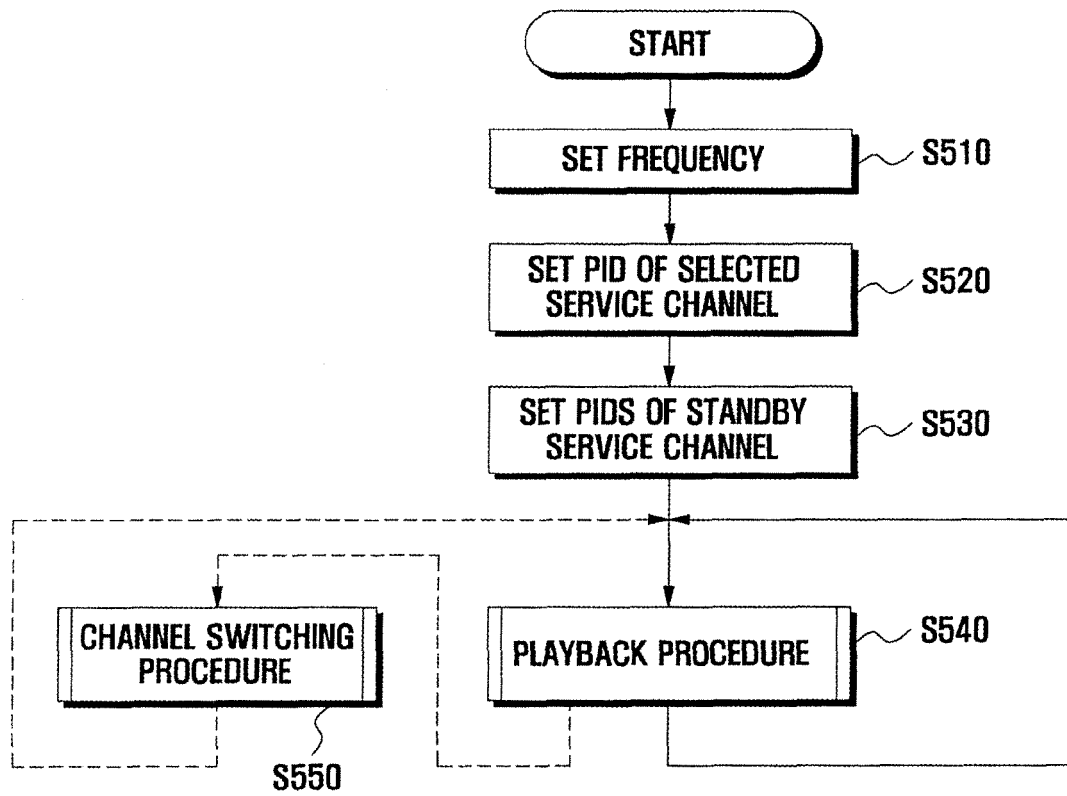 START
SET FREQUENCY
S510
SET PID OF SELECTED
SERVICE CHANNEL
S520
SET PIDS OF STANDBY
SERVICE CHANNEL
S530
CHANNEL SWITCHING
PROCEDURE
S550
PLAYBACK PROCEDURE
S540